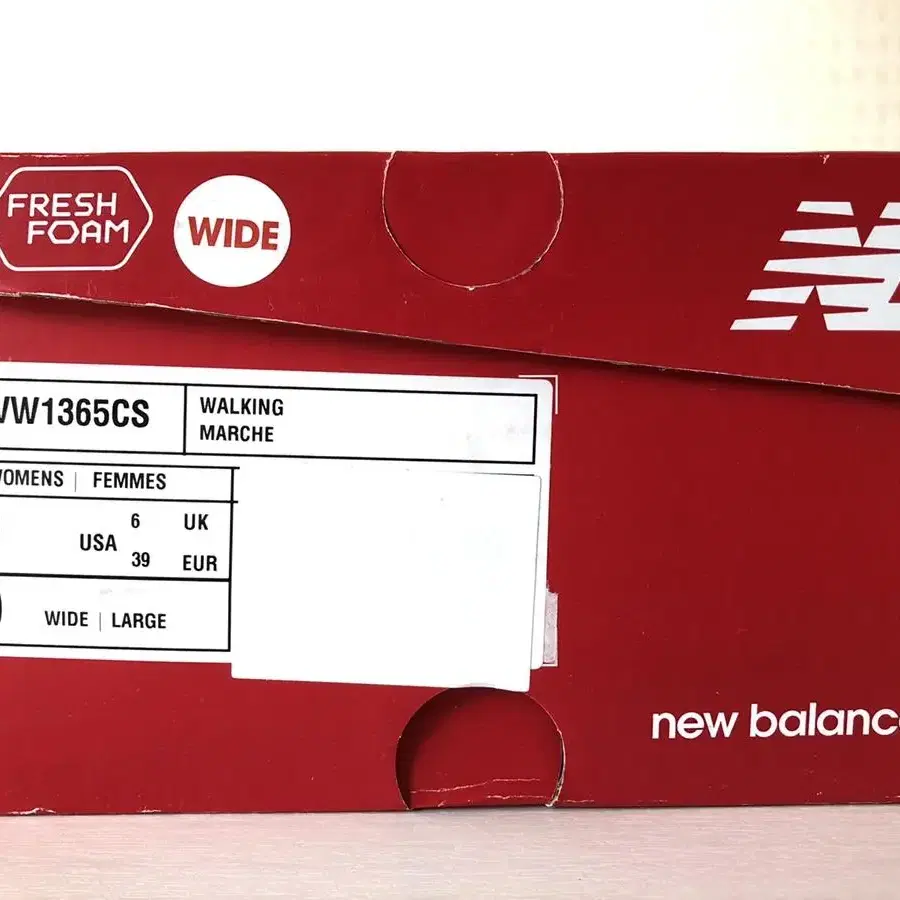 FRESH
FOAM
WIDE
VW1365CS
WALKING
MARCHE
WOMENS | FEMMES
6 UK
USA
39 EUR
WIDE | LARGE
new balance